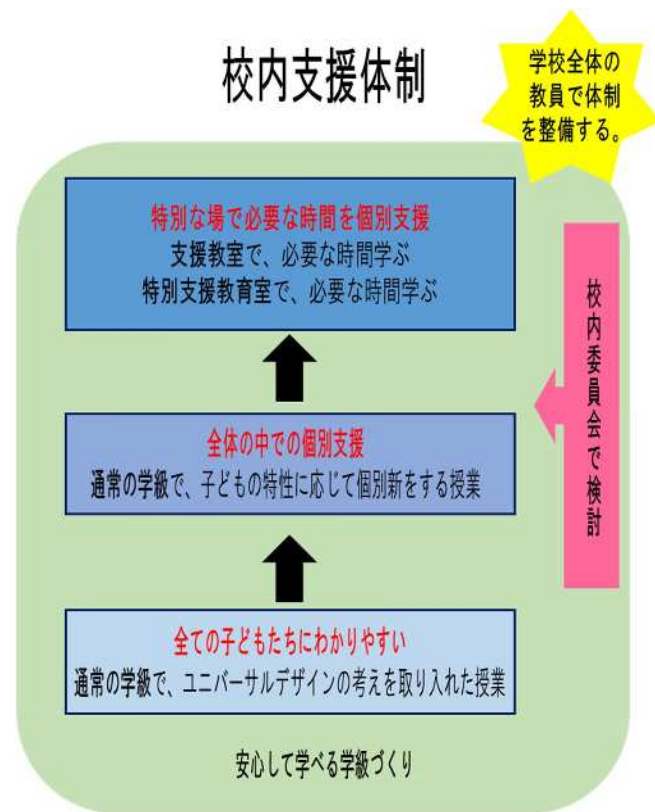 校内支援体制
学校全体の
教員で体制
を整備する。
特別な場で必要な時間を個別支援
支援教室で、必要な時間学ぶ
特別支援教育室で、必要な時間学ぶ
校内委員会で検討
全体の中での個別支援
通常の学級で、子どもの特性に応じて個別新をする授業
全ての子どもたちにわかりやすい
通常の学級で、ユニバーサルデザインの考えを取り入れた授業
安心して学べる学級づくり